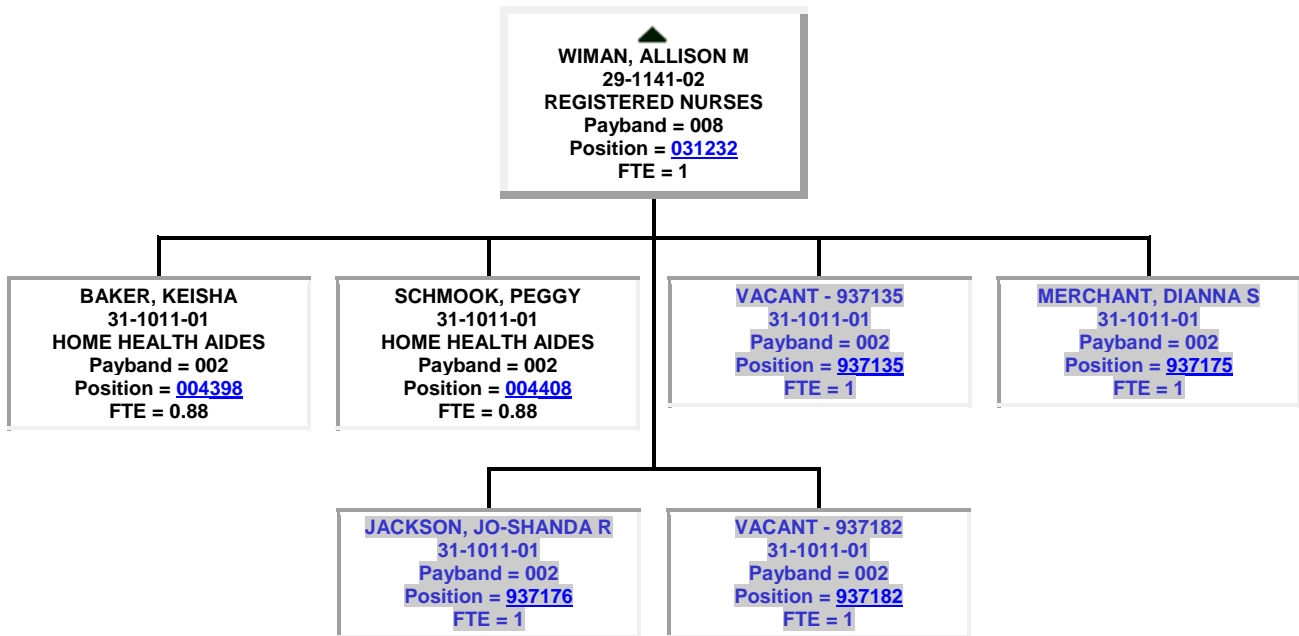 WIMAN, ALLISON M
29-1141-02
REGISTERED NURSES
Payband = 008
Position = 031232
FTE = 1
BAKER, KEISHA
31-1011-01
HOME HEALTH AIDES
Payband = 002
Position = 004398
FTE = 0.88
SCHMOOK, PEGGY
31-1011-01
HOME HEALTH AIDES
Payband = 002
Position = 004408
FTE = 0.88
VACANT - 937135
31-1011-01
Payband = 002
Position = 937135
FTE = 1
MERCHANT, DIANNA S
31-1011-01
Payband = 002
Position = 937175
FTE = 1
JACKSON, JO-SHANDA R
31-1011-01
Payband = 002
Position = 937176
FTE = 1
VACANT - 937182
31-1011-01
Payband = 002
Position = 937182
FTE = 1